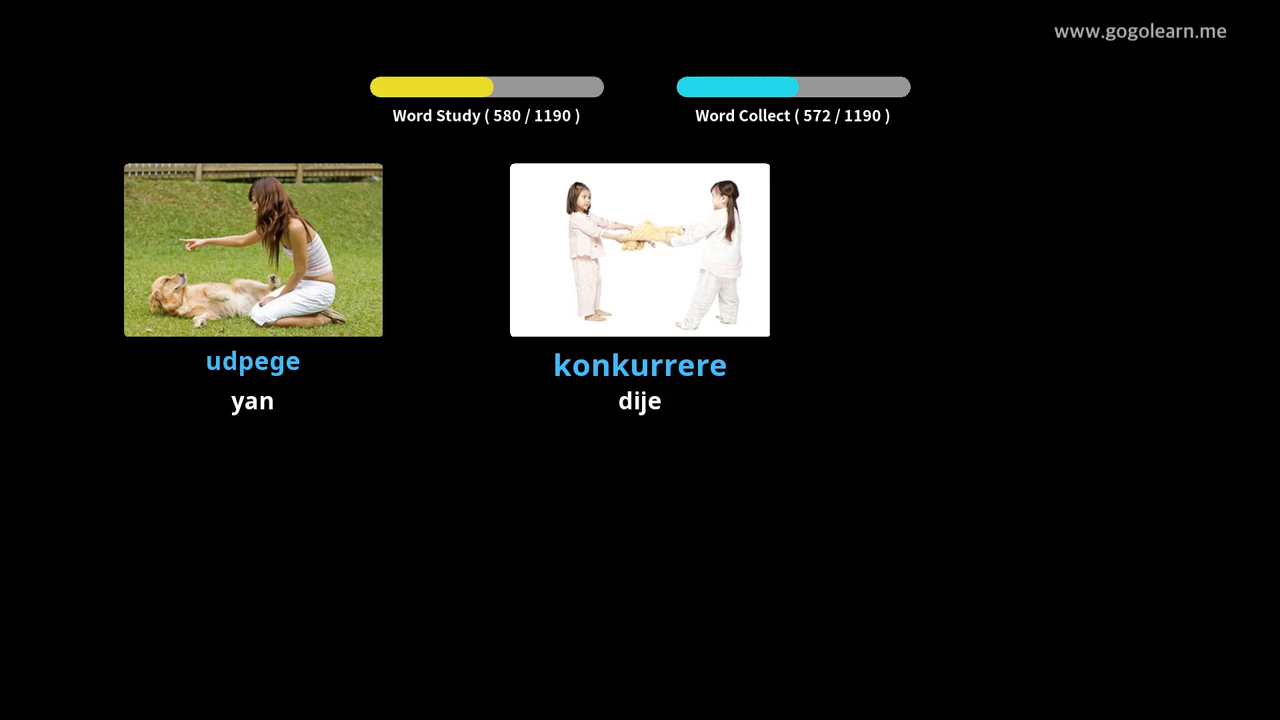 www.gogolearn.me
Word Study ( 580 / 1190 )
Word Collect ( 572 / 1190 )
udpege
yan
konkurrere
dije